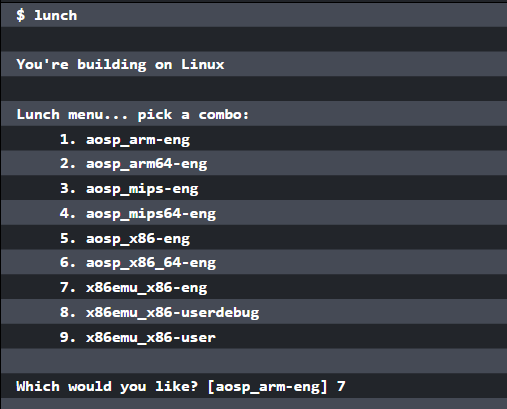 $ lunch
You're building on Linux
Lunch menu... pick a combo:
1. aosp_arm-eng
2. aosp_arm64-eng
3. aosp_mips-eng
4. aosp_mips64-eng
5. aosp_x86-eng
6. aosp_x86_64-eng
7. x86emu_x86-eng
8. x86emu_x86-userdebug
9. x86emu_x86-user
Which would you like? [aosp_arm-eng] 7